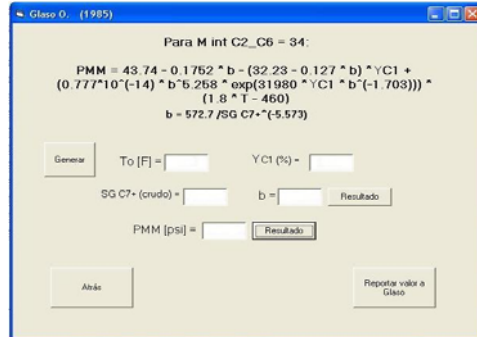 Glaso O. (1985)
Para M int C2_C6 = 34:
PMM = 43.74 - 0.1752 * b - (32.23 - 0.127 * b) * YC1 +
(0.777*10^(-14) * b^5.258 * exp(31980 *YC1 * b^(-1.703))) *
(1.8 * T - 460)
b = 572.7 /SG C7+^(-5.573)
Generar To [F] = YC1 (%) =
SG C7+ (crudo) = b = Resultado
PMM [psi] = Resultado
Atrás Reportar valor a
Glaso